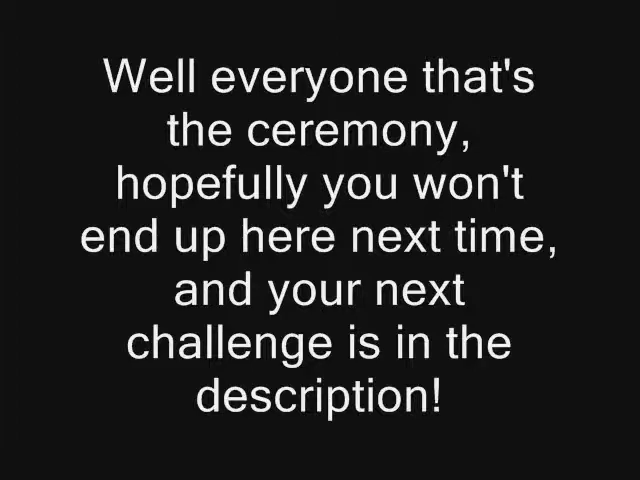 Well everyone that's
the ceremony,
hopefully you won't
end up here next time,
and your next
challenge is in the
description!